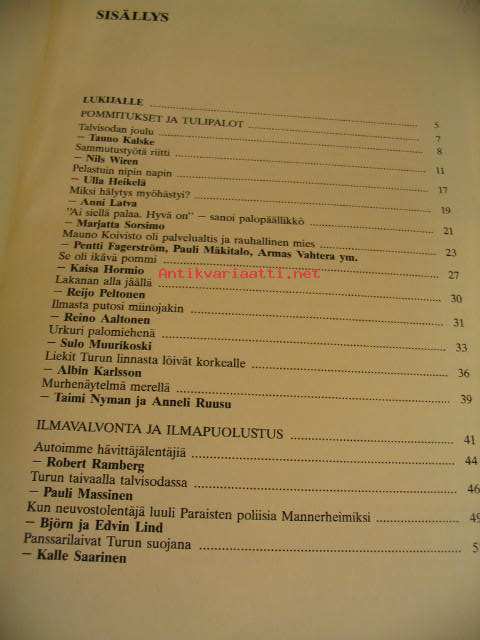 SISÄLLYS
LUKIJALLE 5
POMMITUKSET JA TULIPALOT 7
Talvisodan joulu 8
– Tauno Kalske
Sammutustyötä riitti 11
– Nils Wiren
Pelastuin nipin napin 17
– Ulla Heikelä
Miksi hälytys myöhästyi? 19
– Anni Latva
"Ai siellä palaa. Hyvä on" – sanoi palopäällikkö 21
– Marjatta Sorsimo
Mauno Koivisto oli palvelualtis ja rauhallinen mies 23
– Pentti Fagerström, Pauli Mäkitalo, Armas Vahtera ym.
Se oli ikävä pommi 27
– Kaisa Hormio
Antikvariaatti.net
Lakanan alla jäällä 30
– Reijo Peltonen
Ilmasta putosi miinojakin 31
– Reino Aaltonen
Urkuri palomiehenä 33
– Sulo Muurikoski
Liekit Turun linnasta löivät korkealle 36
– Albin Karlsson
Murhenäytelmä merellä 39
– Taimi Nyman ja Anneli Ruusu
ILMAVALVONTA JA ILMAPUOLUSTUS 41
Autoimme hävittäjälentäjiä 44
– Robert Ramberg
Turun taivaalla talvisodassa 46
– Pauli Massinen
Kun neuvostolentäjä luuli Paraisten poliisia Mannerheimiksi 49
– Björn ja Edvin Lind
Panssarilaivat Turun suojana
– Kalle Saarinen